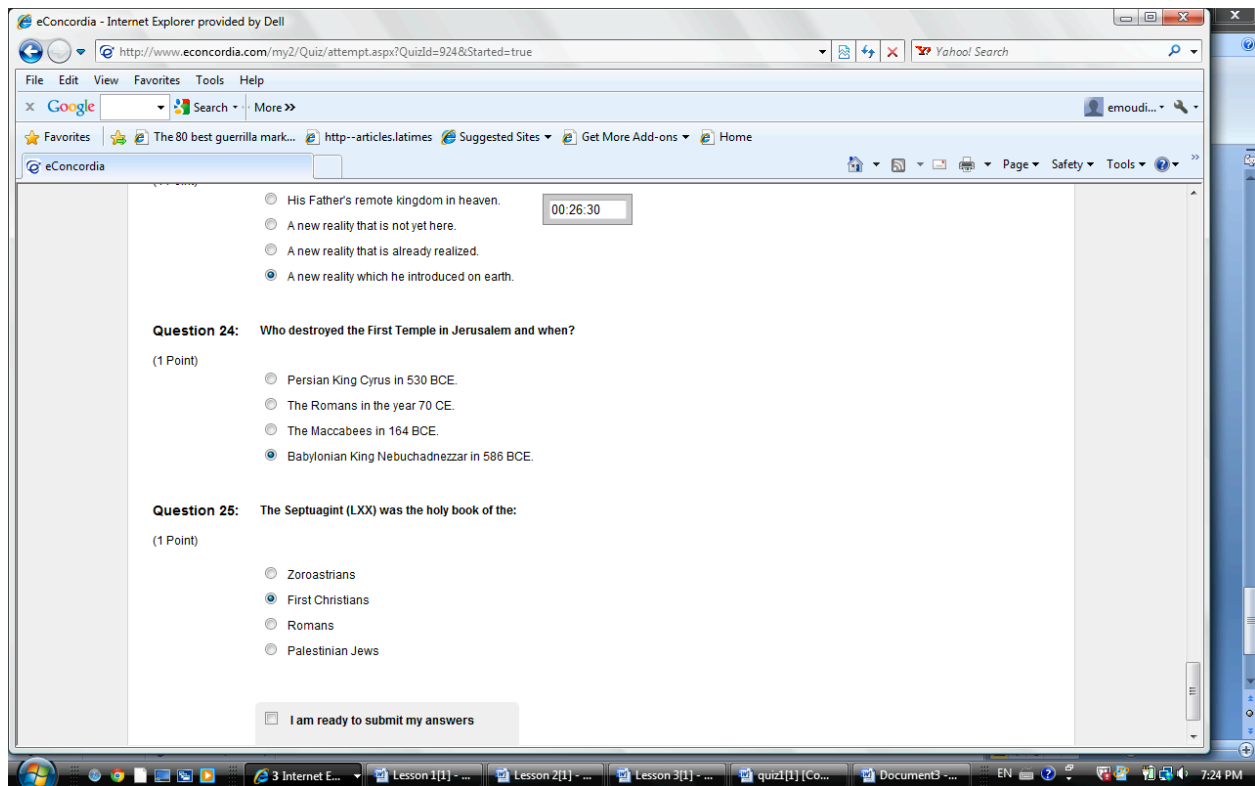 eConcordia - Internet Explorer provided by Dell
http://www.econcordia.com/my2/Quiz/attempt.aspx?QuizId=924&Started=true
Yahoo! Search
File Edit View Favorites Tools Help
x Google Search More >> emoudi...
Favorites The 80 best guerrilla mark... http--articles.latimes Suggested Sites Get More Add-ons Home
eConcordia Page Safety Tools
His Father's remote kingdom in heaven.
00:26:30
A new reality that is not yet here.
A new reality that is already realized.
A new reality which he introduced on earth.
Question 24: Who destroyed the First Temple in Jerusalem and when?
(1 Point)
Persian King Cyrus in 530 BCE.
The Romans in the year 70 CE.
The Maccabees in 164 BCE.
Babylonian King Nebuchadnezzar in 586 BCE.
Question 25: The Septuagint (LXX) was the holy book of the:
(1 Point)
Zoroastrians
First Christians
Romans
Palestinian Jews
I am ready to submit my answers
3 Internet E... Lesson 1[1] - ... Lesson 2[1] - ... Lesson 3[1] - ... quiz1[1] [Co... Document3 -... EN 7:24 PM